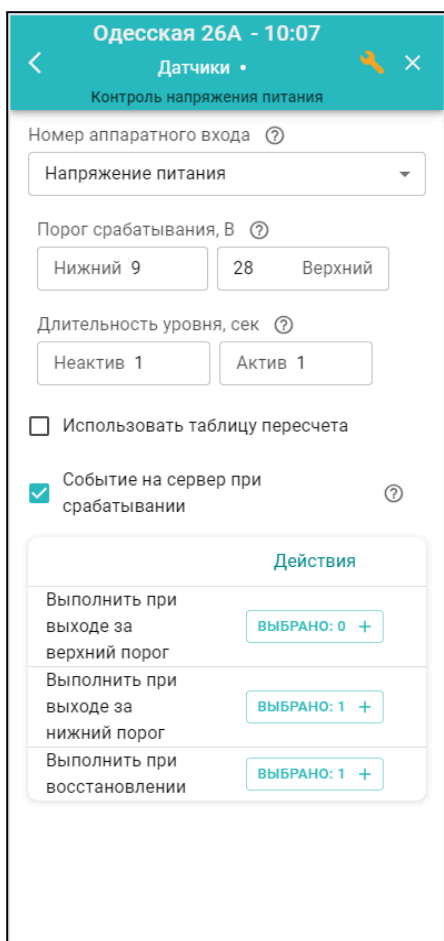 Одесская 26А - 10:07
Датчики •
Контроль напряжения питания
Номер аппаратного входа ?
Напряжение питания
Порог срабатывания, В ?
Нижний 9 28 Верхний
Длительность уровня, сек ?
Неактив 1 Актив 1
Использовать таблицу пересчета
Событие на сервер при
срабатывании ?
Действия
Выполнить при
выходе за
верхний порог
ВЫБРАНО: 0 +
Выполнить при
выходе за
нижний порог
ВЫБРАНО: 1 +
Выполнить при
восстановлении
ВЫБРАНО: 1 +